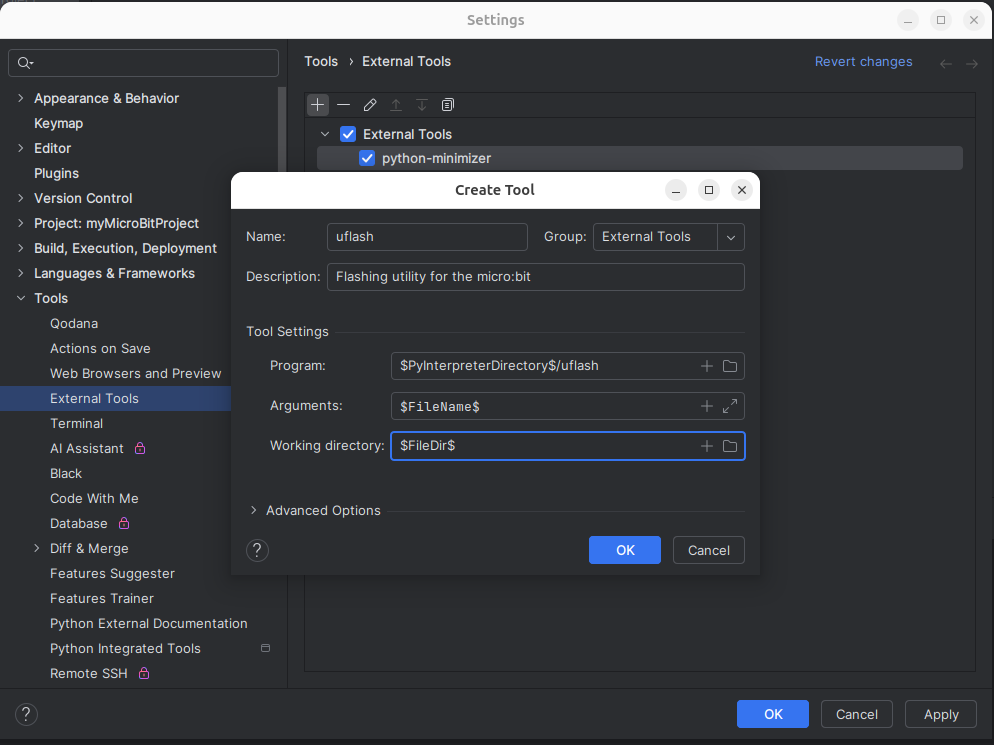 Settings
Tools › External Tools
Revert changes
Appearance & Behavior
Keymap
Editor
Plugins
Version Control
Project: myMicroBitProject
Build, Execution, Deployment
Languages & Frameworks
Tools
Qodana
Actions on Save
Web Browsers and Preview
External Tools
Terminal
AI Assistant
Black
Code With Me
Database
Diff & Merge
Features Suggester
Features Trainer
Python External Documentation
Python Integrated Tools
Remote SSH
External Tools
python-minimizer
Create Tool
Name: uflash Group: External Tools
Description: Flashing utility for the micro:bit
Tool Settings
Program: $PyInterpreterDirectory$/uflash
Arguments: $FileName$
Working directory: $FileDir$
Advanced Options
? OK Cancel
? OK Cancel Apply